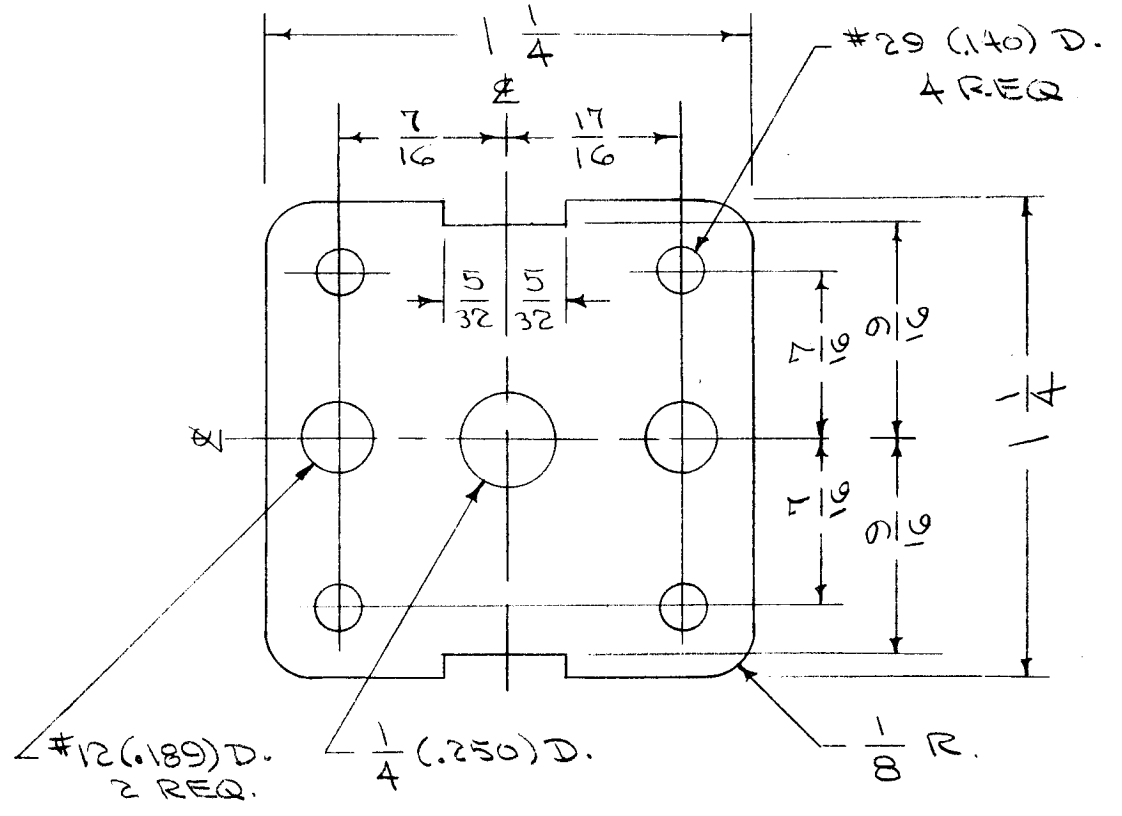 1 1/4
#29 (.140) D.
4 REQ
℄
7/16
17/16
5/32
5/32
7/16
9/16
1 1/4
℄
7/16
9/16
#12 (.189) D.
2 REQ.
1/4 (.250) D.
1/8 R.